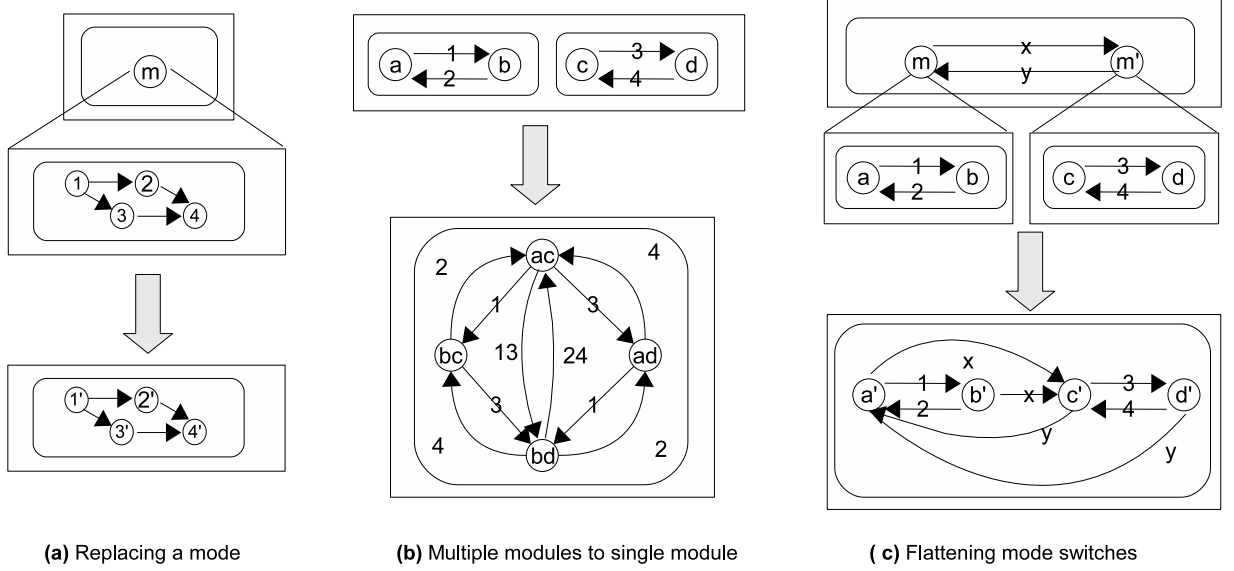 m
1 2
3 4
1' 2'
3' 4'
(a) Replacing a mode
a 1 b c 3 d
2 4
ac
2 4
1 3
bc 13 24 ad
3 1
4 2
bd
(b) Multiple modules to single module
x
m m'
y
a 1 b c 3 d
2 4
x
a' 1 b' x c' 3 d'
2 4
y
y
( c) Flattening mode switches